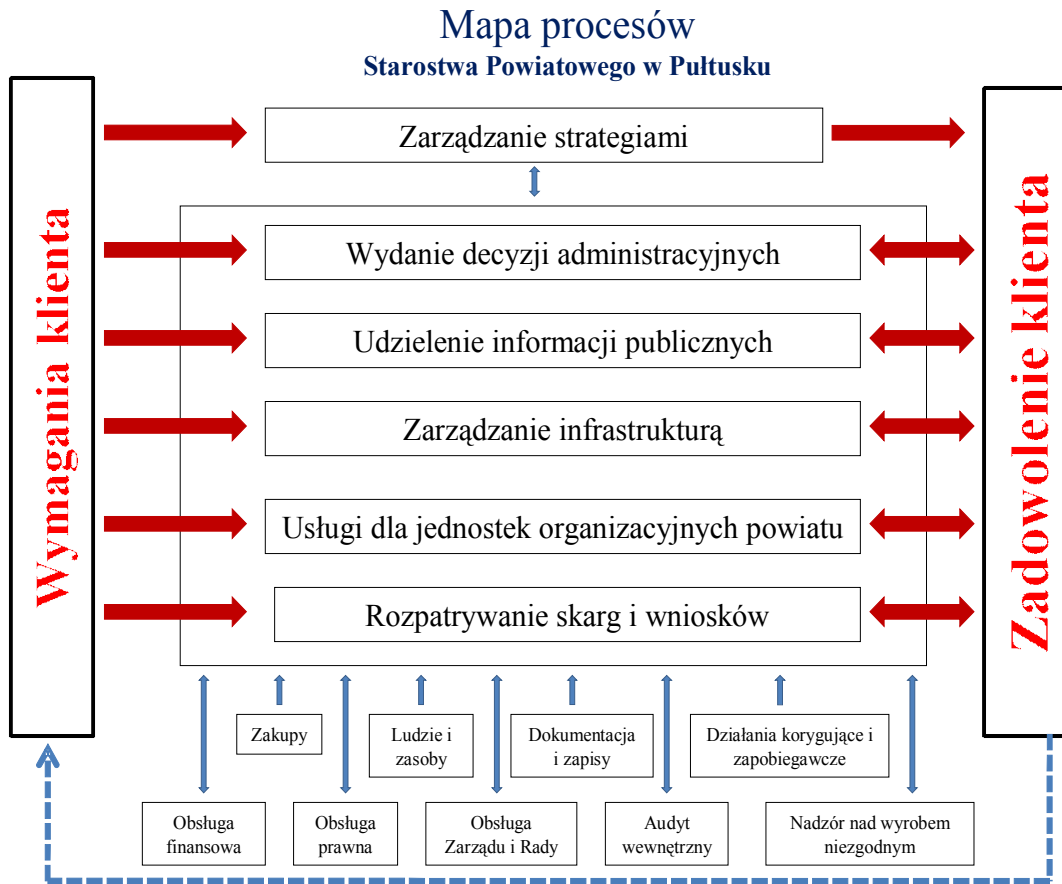 Mapa procesów
Starostwa Powiatowego w Pułtusku
Wymagania klienta
Zarządzanie strategiami
Wydanie decyzji administracyjnych
Udzielenie informacji publicznych
Zarządzanie infrastrukturą
Usługi dla jednostek organizacyjnych powiatu
Rozpatrywanie skarg i wniosków
Zadowolenie klienta
Zakupy
Ludzie i
zasoby
Dokumentacja
i zapisy
Działania korygujące i
zapobiegawcze
Obsługa
finansowa
Obsługa
prawna
Obsługa
Zarządu i Rady
Audyt
wewnętrzny
Nadzór nad wyrobem
niezgodnym